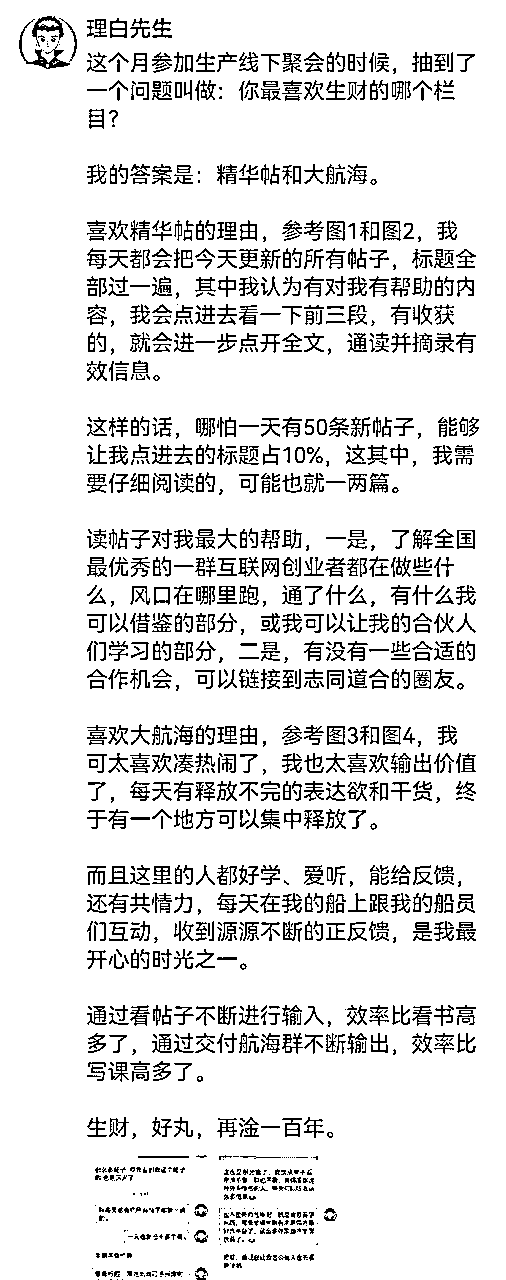 理白先生
这个月参加生产线下聚会的时候，抽到了
一个问题叫做：你最喜欢生财的哪个栏
目？
我的答案是：精华帖和大航海。
喜欢精华帖的理由，参考图1和图2，我
每天都会把今天更新的所有帖子，标题全
部过一遍，其中我认为有对我有帮助的内
容，我会点进去看一下前三段，有收获
的，就会进一步点开全文，通读并摘录有
效信息。
这样的话，哪怕一天有50条新帖子，能够
让我点进去的标题占10%，这其中，我需
要仔细阅读的，可能也就一两篇。
读帖子对我最大的帮助，一是，了解全国
最优秀的一群互联网创业者都在做些什
么，风口在哪里跑，通了什么，有什么我
可以借鉴的部分，或我可以让我的合伙人
们学习的部分，二是，有没有一些合适的
合作机会，可以链接到志同道合的圈友。
喜欢大航海的理由，参考图3和图4，我
可太喜欢凑热闹了，我也太喜欢输出价值
了，每天有释放不完的表达欲和干货，终
于有一个地方可以集中释放了。
而且这里的人都好学、爱听，能给反馈，
还有共情力，每天在我的船上跟我的船员
们互动，收到源源不断的正反馈，是我最
开心的时光之一。
通过看帖子不断进行输入，效率比看书高
多了，通过交付航海群不断输出，效率比
写课高多了。
生财，好丸，再淦一百年。